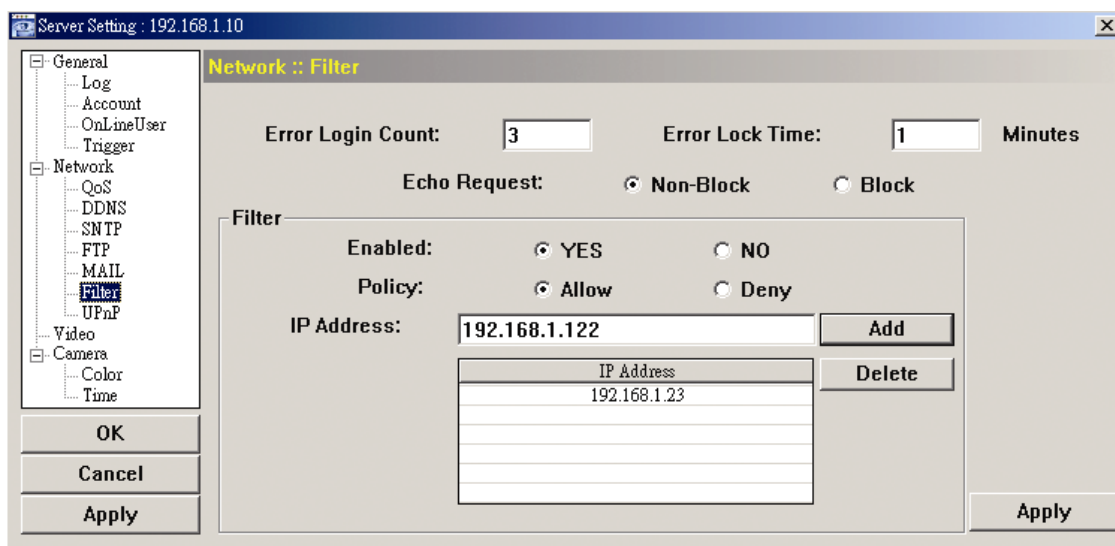 Server Setting : 192.168.1.10
General
Log
Account
OnLineUser
Trigger
Network
QoS
DDNS
SNTP
FTP
MAIL
Filter
UPnP
Video
Camera
Color
Time
OK
Cancel
Apply
Network :: Filter
Error Login Count: 3 Error Lock Time: 1 Minutes
Echo Request: Non-Block Block
Filter
Enabled: YES NO
Policy: Allow Deny
IP Address: 192.168.1.122 Add
IP Address Delete
192.168.1.23
Apply